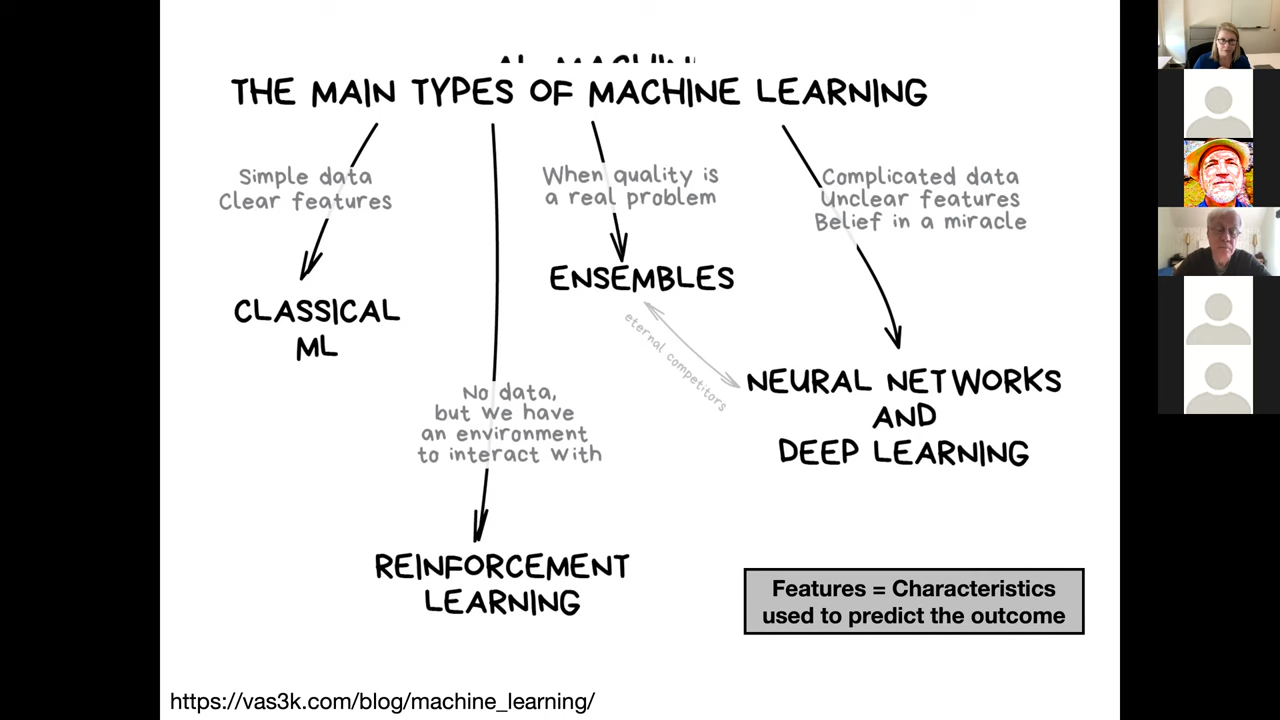 THE MAIN TYPES OF MACHINE LEARNING
Simple data
Clear features
When quality is
a real problem
Complicated data
Unclear features
Belief in a miracle
ENSEMBLES
CLASSICAL
ML
eternal competitors
NEURAL NETWORKS
AND
DEEP LEARNING
No data,
but we have
an environment
to interact with
REINFORCEMENT
LEARNING
Features = Characteristics
used to predict the outcome
https://vas3k.com/blog/machine_learning/